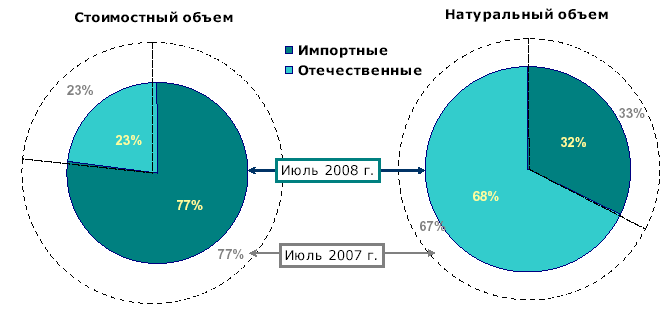 Стоимостный объем
Натуральный объем
Импортные
Отечественные
23%
23%
77%
77%
33%
32%
68%
67%
Июль 2008 г.
Июль 2007 г.